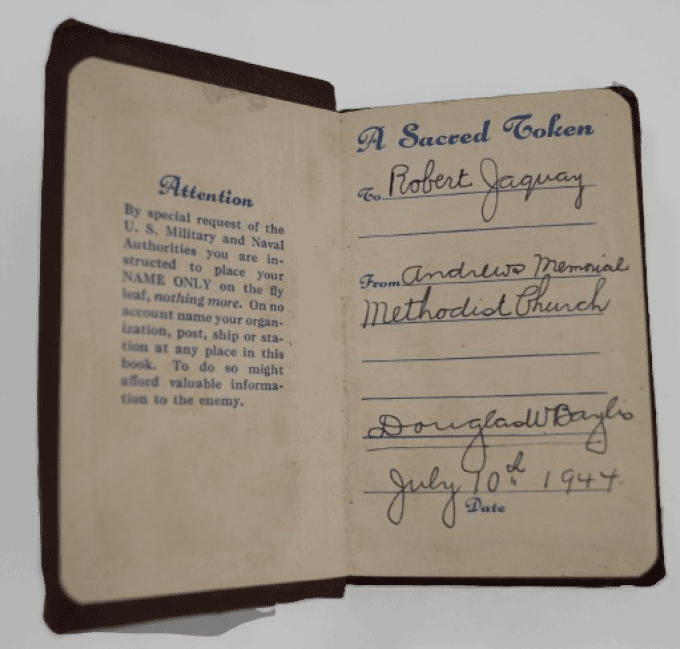 Attention
By special request of the
U. S. Military and Naval
Authorities you are in-
structed to place your
NAME ONLY on the fly
leaf, nothing more. On no
account name your organ-
ization, post, ship or sta-
tion at any place in this
book. To do so might
afford valuable informa-
tion to the enemy.
A Sacred Token
To Robert Jaquay
From Andrews Memorial
Methodist Church
Douglas W Baylis
July 10th 1944
Date